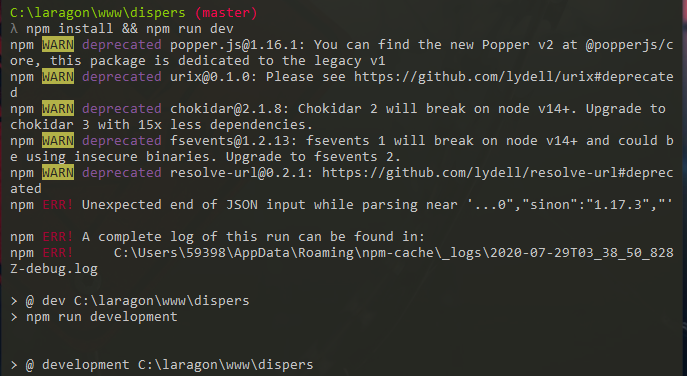 C:\laragon\www\dispers (master)
λ npm install && npm run dev
npm WARN deprecated popper.js@1.16.1: You can find the new Popper v2 at @popperjs/c
ore, this package is dedicated to the legacy v1
npm WARN deprecated urix@0.1.0: Please see https://github.com/lydell/urix#deprecate
d
npm WARN deprecated chokidar@2.1.8: Chokidar 2 will break on node v14+. Upgrade to
chokidar 3 with 15x less dependencies.
npm WARN deprecated fsevents@1.2.13: fsevents 1 will break on node v14+ and could b
e using insecure binaries. Upgrade to fsevents 2.
npm WARN deprecated resolve-url@0.2.1: https://github.com/lydell/resolve-url#deprec
ated
npm ERR! Unexpected end of JSON input while parsing near '...0","sinon":"1.17.3","'
npm ERR! A complete log of this run can be found in:
npm ERR!     C:\Users\59398\AppData\Roaming\npm-cache\_logs\2020-07-29T03_38_50_828
Z-debug.log
> @ dev C:\laragon\www\dispers
> npm run development
> @ development C:\laragon\www\dispers